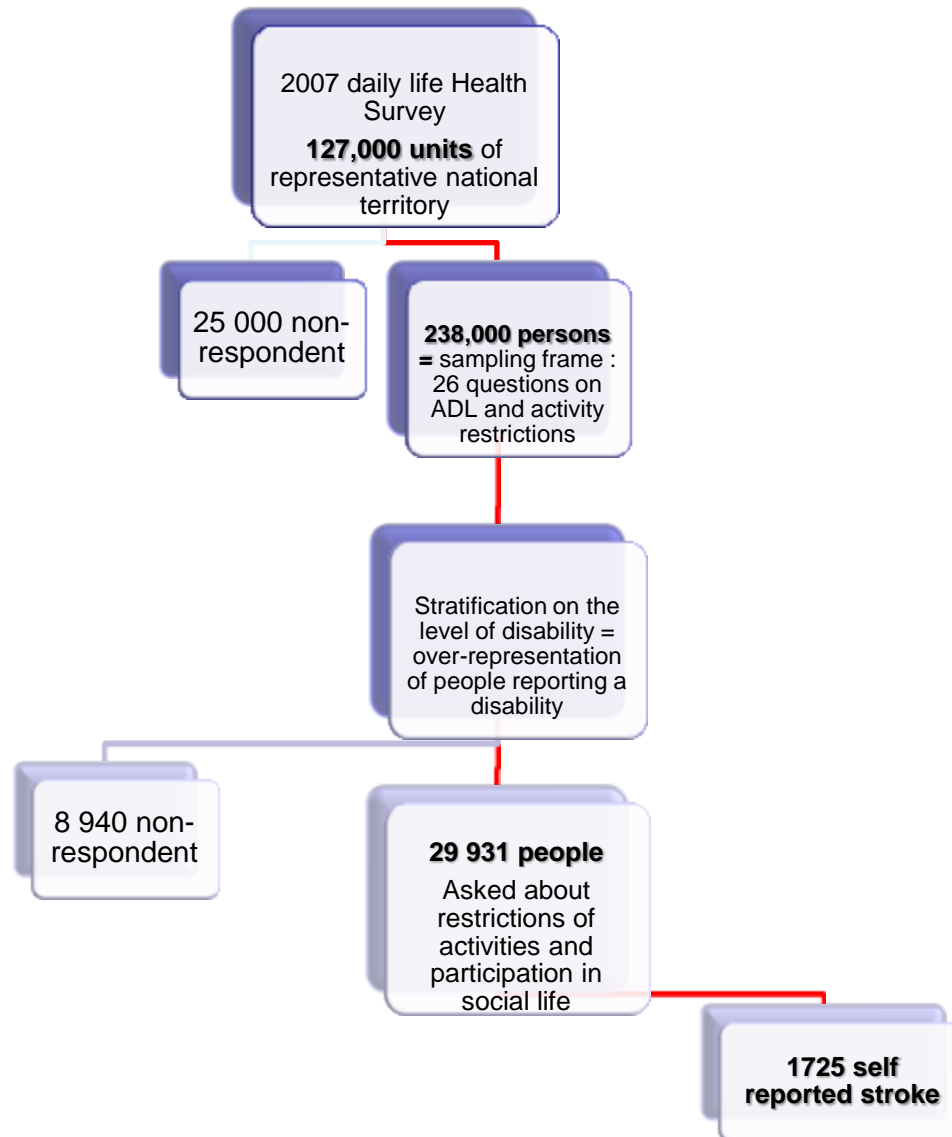 2007 daily life Health
Survey
127,000 units of
representative national
territory
25 000 non-
respondent
238,000 persons
= sampling frame :
26 questions on
ADL and activity
restrictions
Stratification on the
level of disability =
over-representation
of people reporting a
disability
8 940 non-
respondent
29 931 people
Asked about
restrictions of
activities and
participation in
social life
1725 self
reported stroke